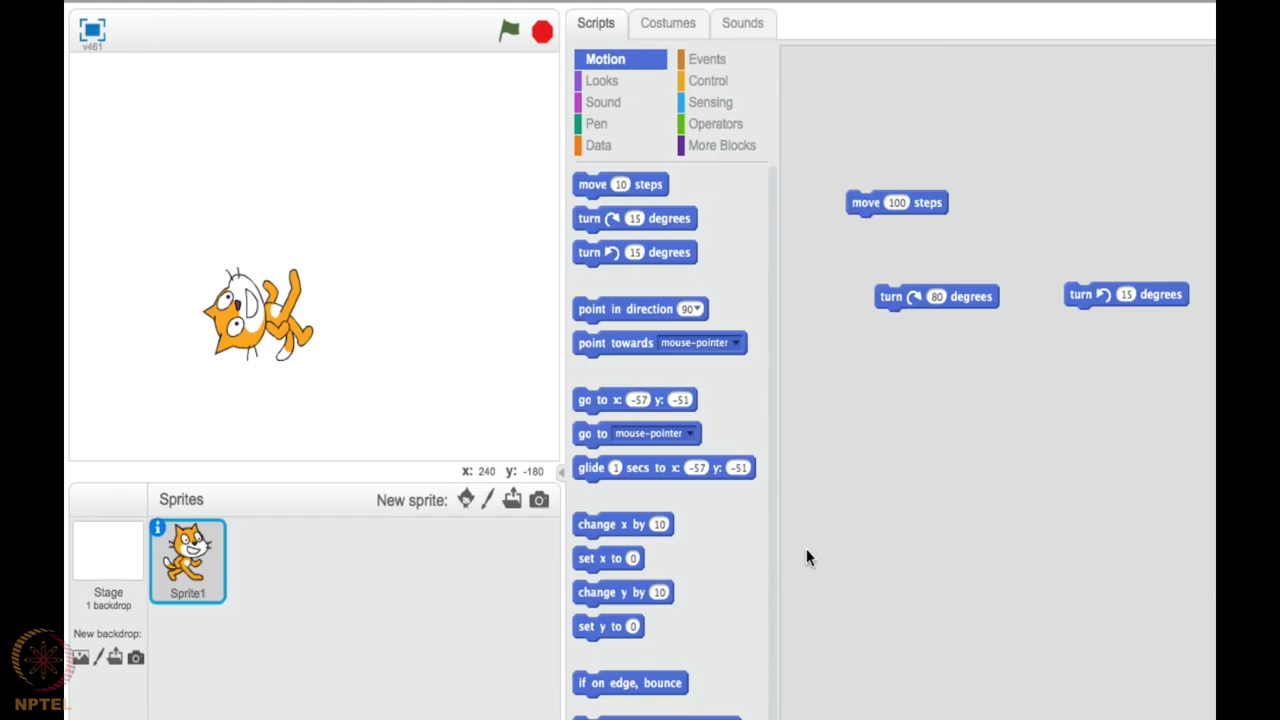 v461
Scripts
Costumes
Sounds
Motion
Events
Looks
Control
Sound
Sensing
Pen
Operators
Data
More Blocks
move 10 steps
turn 15 degrees
turn 15 degrees
point in direction 90
point towards mouse-pointer
go to x: -57 y: -51
go to mouse-pointer
glide 1 secs to x: -57 y: -51
change x by 10
set x to 0
change y by 10
set y to 0
if on edge, bounce
move 100 steps
turn 80 degrees
turn 15 degrees
x: 240 y: -180
Sprites
New sprite:
Stage
1 backdrop
New backdrop:
i
Sprite1
NPTEL